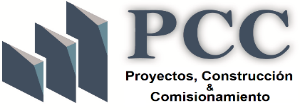 PCC
Proyectos, Construcción
&
Comisionamiento